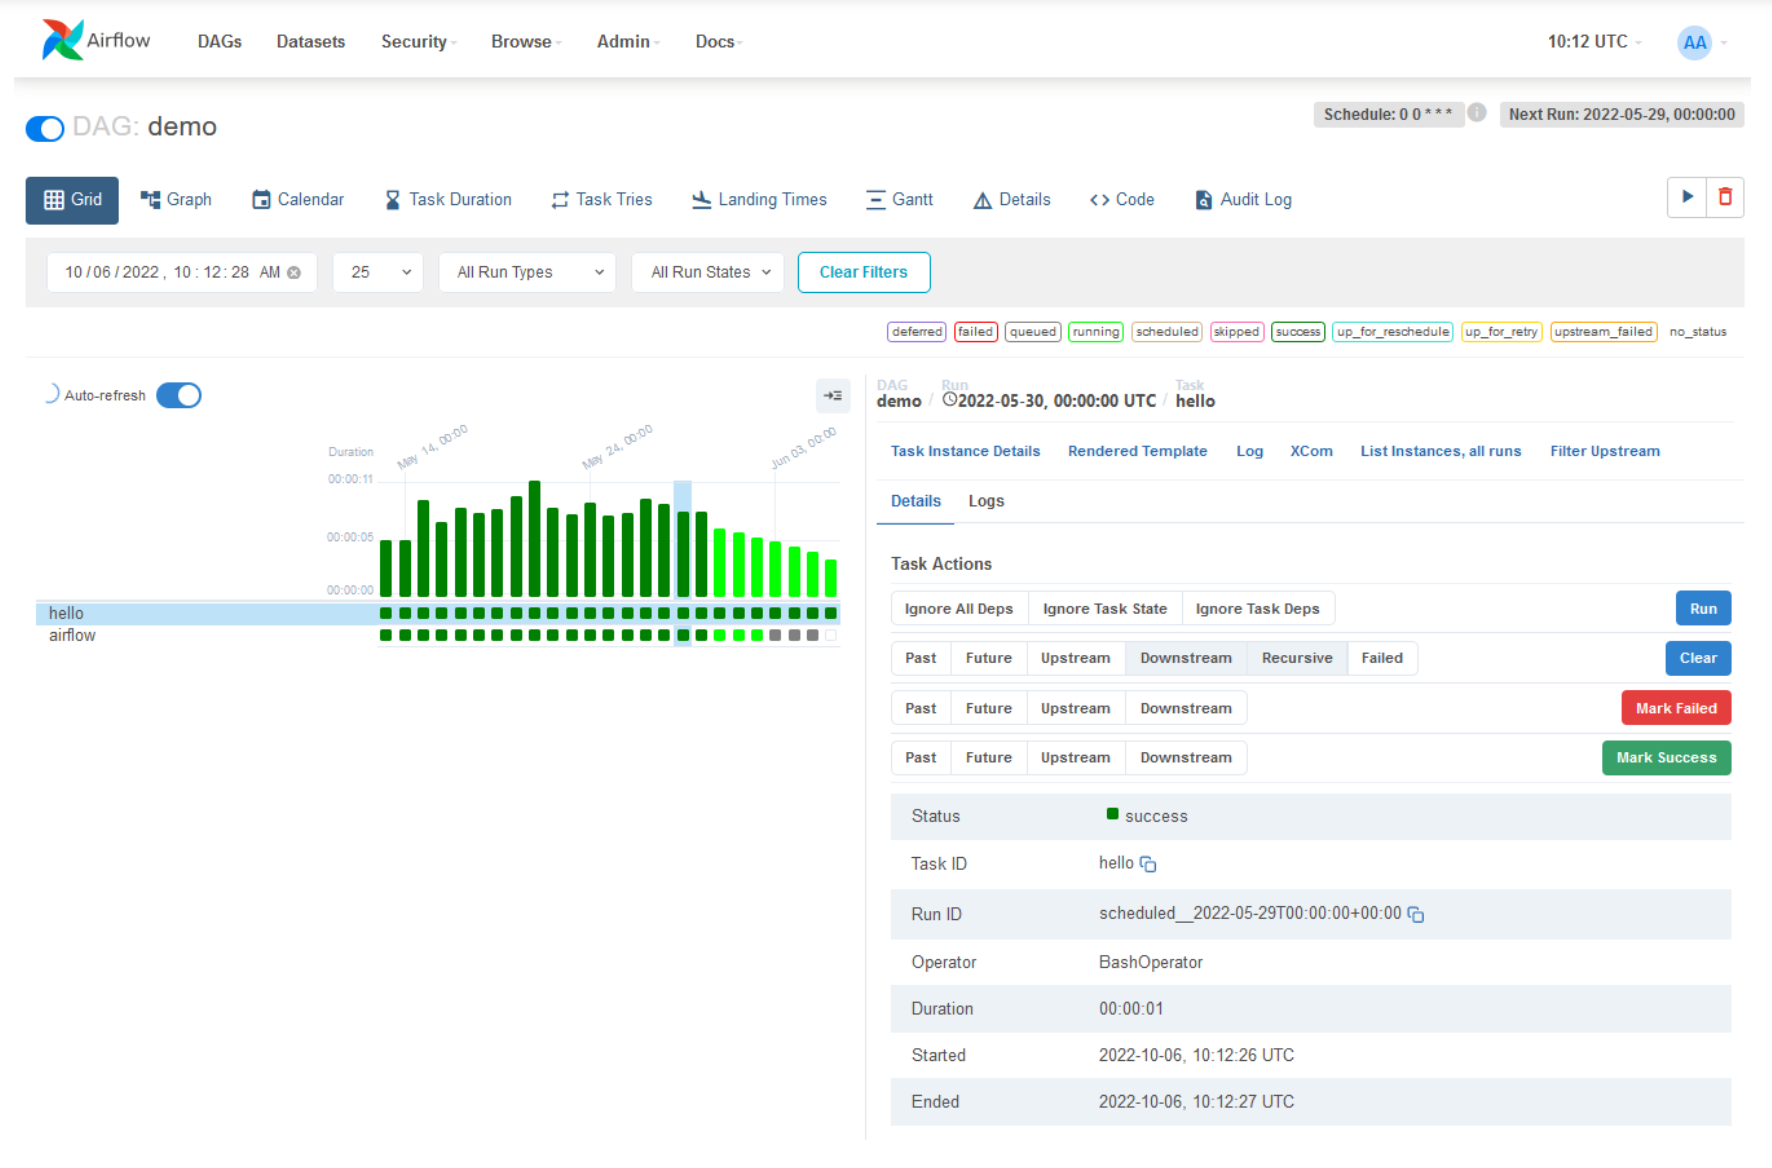 Airflow DAGs Datasets Security Browse Admin Docs 10:12 UTC AA
DAG: demo
Schedule: 0 0 * * * i Next Run: 2022-05-29, 00:00:00
Grid Graph Calendar Task Duration Task Tries Landing Times Gantt Details Code Audit Log
10/06/2022, 10:12:28 AM 25 All Run Types All Run States Clear Filters
deferred failed queued running scheduled skipped success up_for_reschedule up_for_retry upstream_failed no_status
Auto-refresh
Duration
May 14, 00:00
May 24, 00:00
Jun 03, 00:00
00:00:11
00:00:05
00:00:00
hello
airflow
DAG Run Task
demo / 2022-05-30, 00:00:00 UTC / hello
Task Instance Details Rendered Template Log XCom List Instances, all runs Filter Upstream
Details Logs
Task Actions
Ignore All Deps Ignore Task State Ignore Task Deps Run
Past Future Upstream Downstream Recursive Failed Clear
Past Future Upstream Downstream Mark Failed
Past Future Upstream Downstream Mark Success
Status success
Task ID hello
Run ID scheduled__2022-05-29T00:00:00+00:00
Operator BashOperator
Duration 00:00:01
Started 2022-10-06, 10:12:26 UTC
Ended 2022-10-06, 10:12:27 UTC